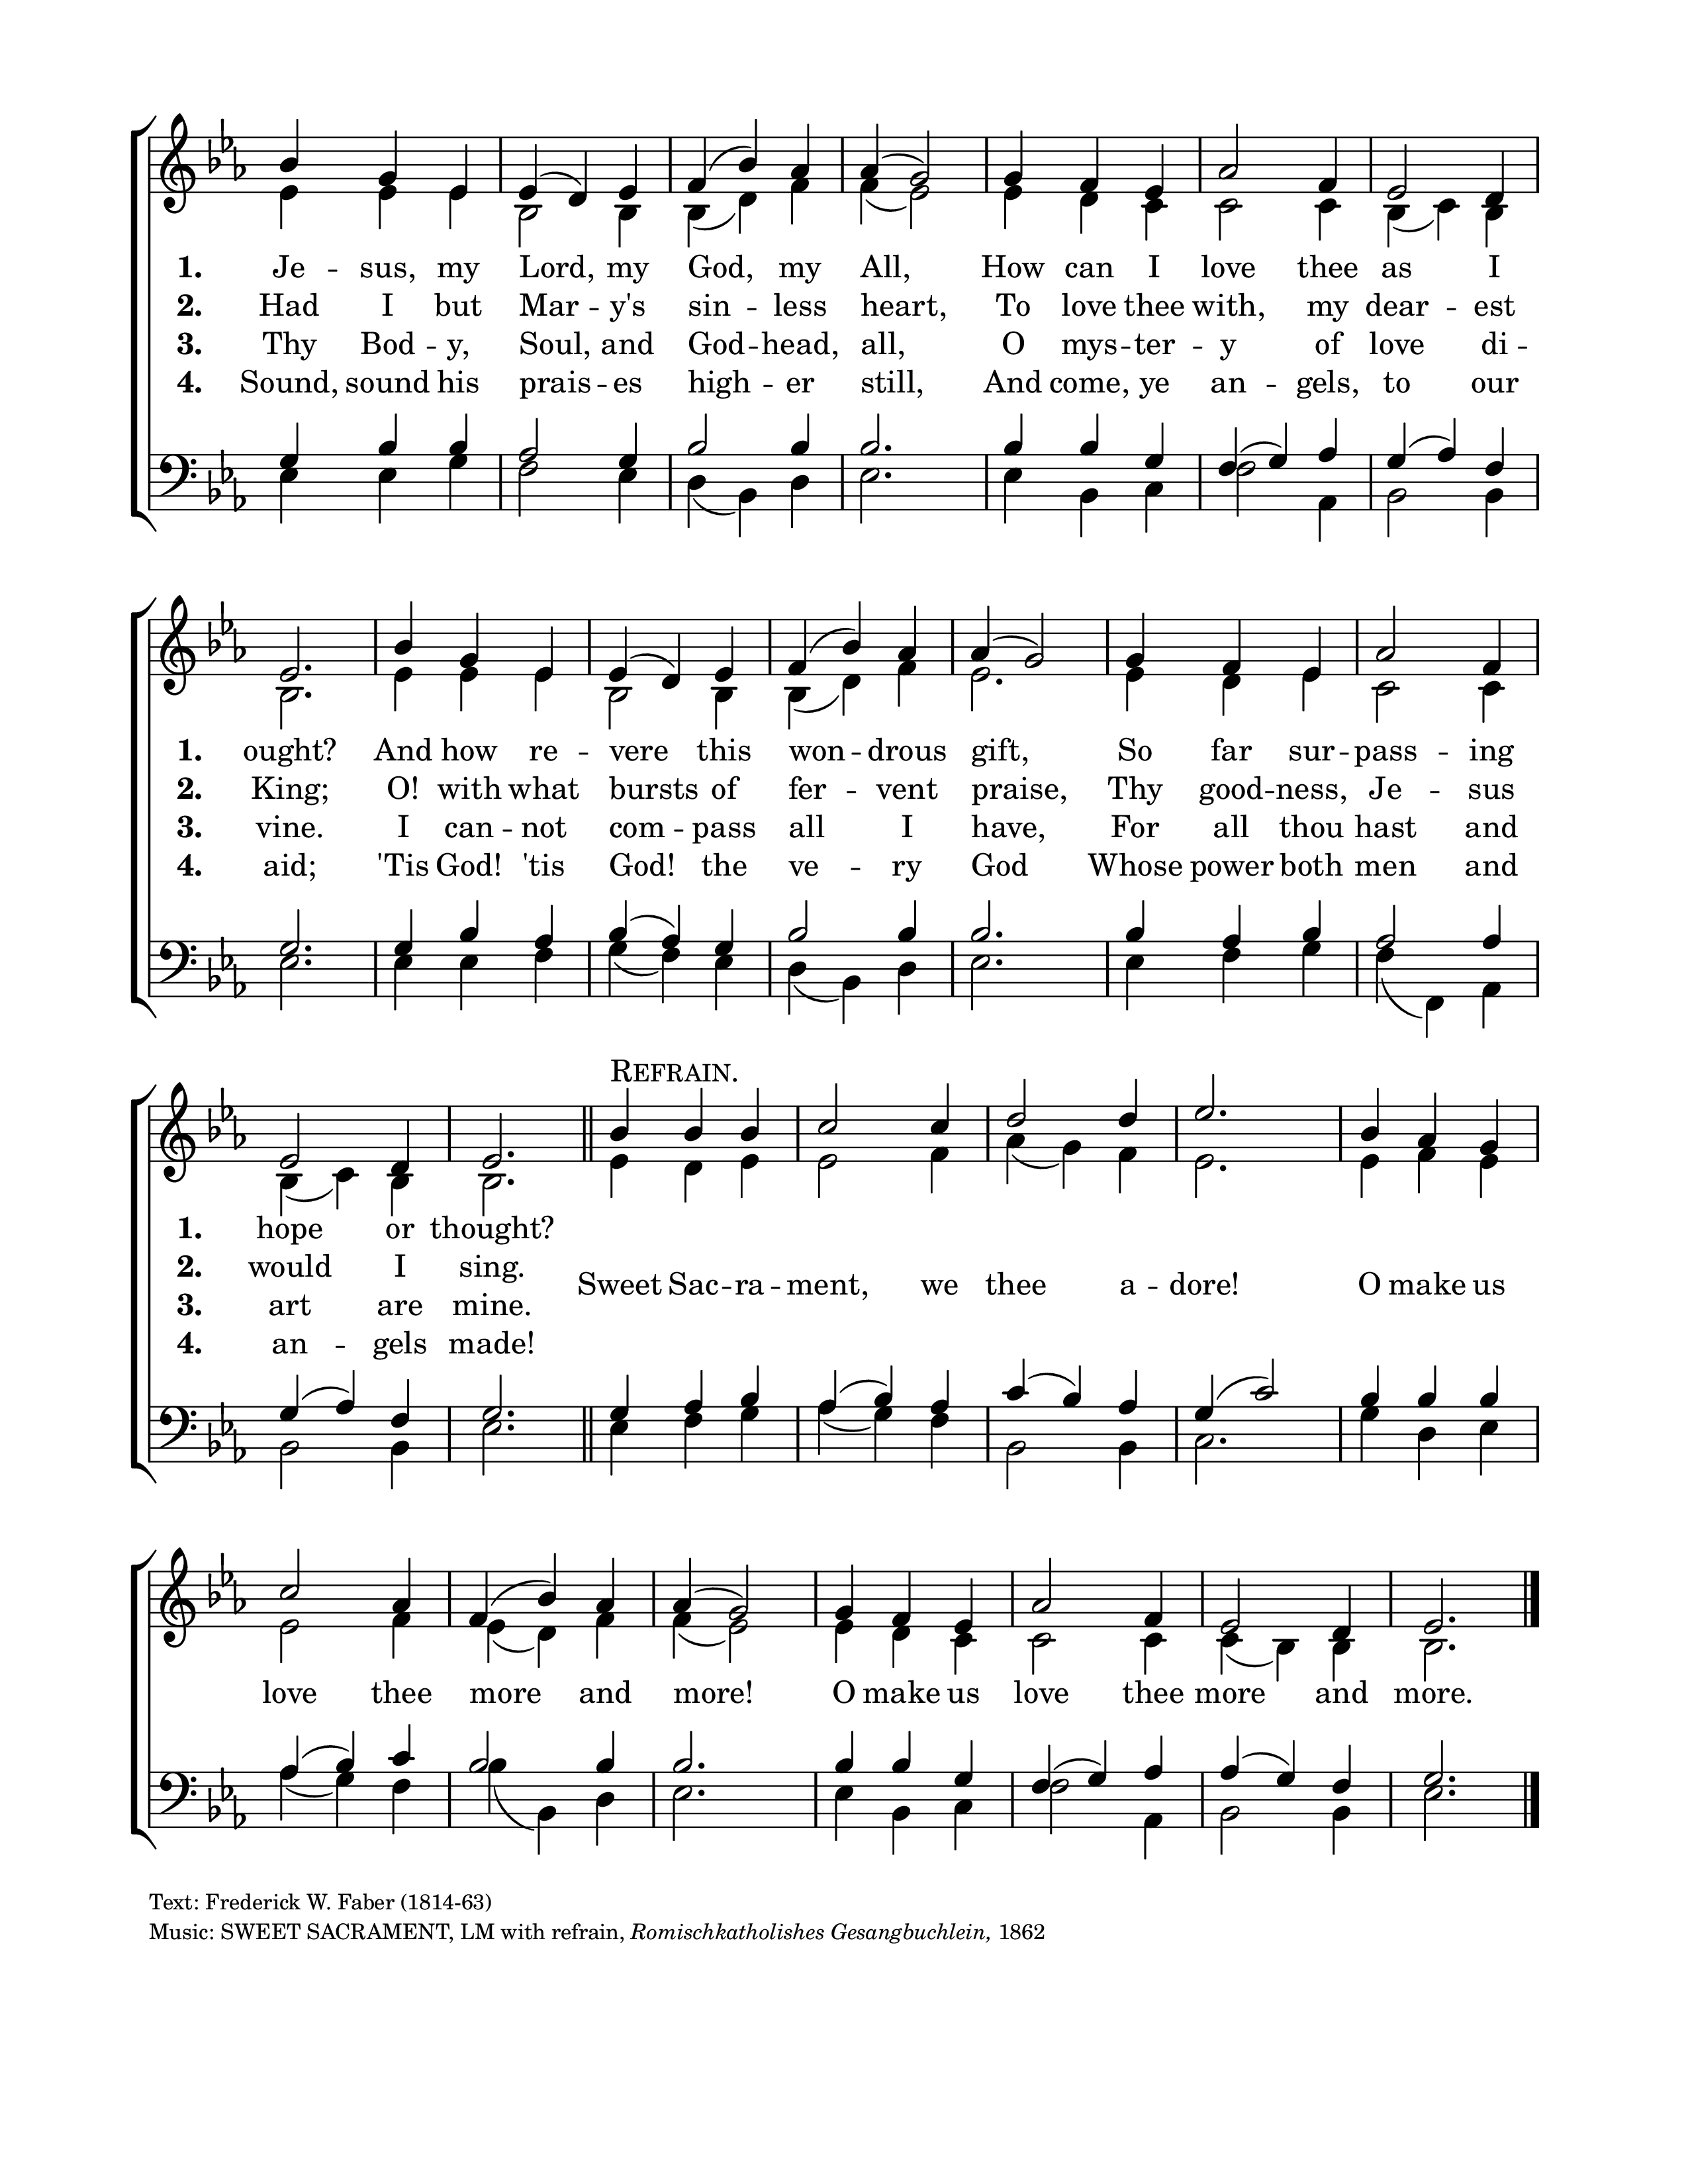 1. Je -- sus, my Lord, my God, my All, How can I love thee as I
2. Had I but Mar -- y's sin -- less heart, To love thee with, my dear -- est
3. Thy Bod -- y, Soul, and God -- head, all, O mys -- ter -- y of love di --
4. Sound, sound his prais -- es high -- er still, And come, ye an -- gels, to our
1. ought? And how re -- vere this won -- drous gift, So far sur -- pass -- ing
2. King; O! with what bursts of fer -- vent praise, Thy good -- ness, Je -- sus
3. vine. I can -- not com -- pass all I have, For all thou hast and
4. aid; 'Tis God! 'tis God! the ve -- ry God Whose power both men and
REFRAIN.
1. hope or thought?
2. would I sing.
Sweet Sac -- ra -- ment, we thee a -- dore! O make us
3. art are mine.
4. an -- gels made!
love thee more and more! O make us love thee more and more.
Text: Frederick W. Faber (1814-63)
Music: SWEET SACRAMENT, LM with refrain, Romischkatholishes Gesangbuchlein, 1862